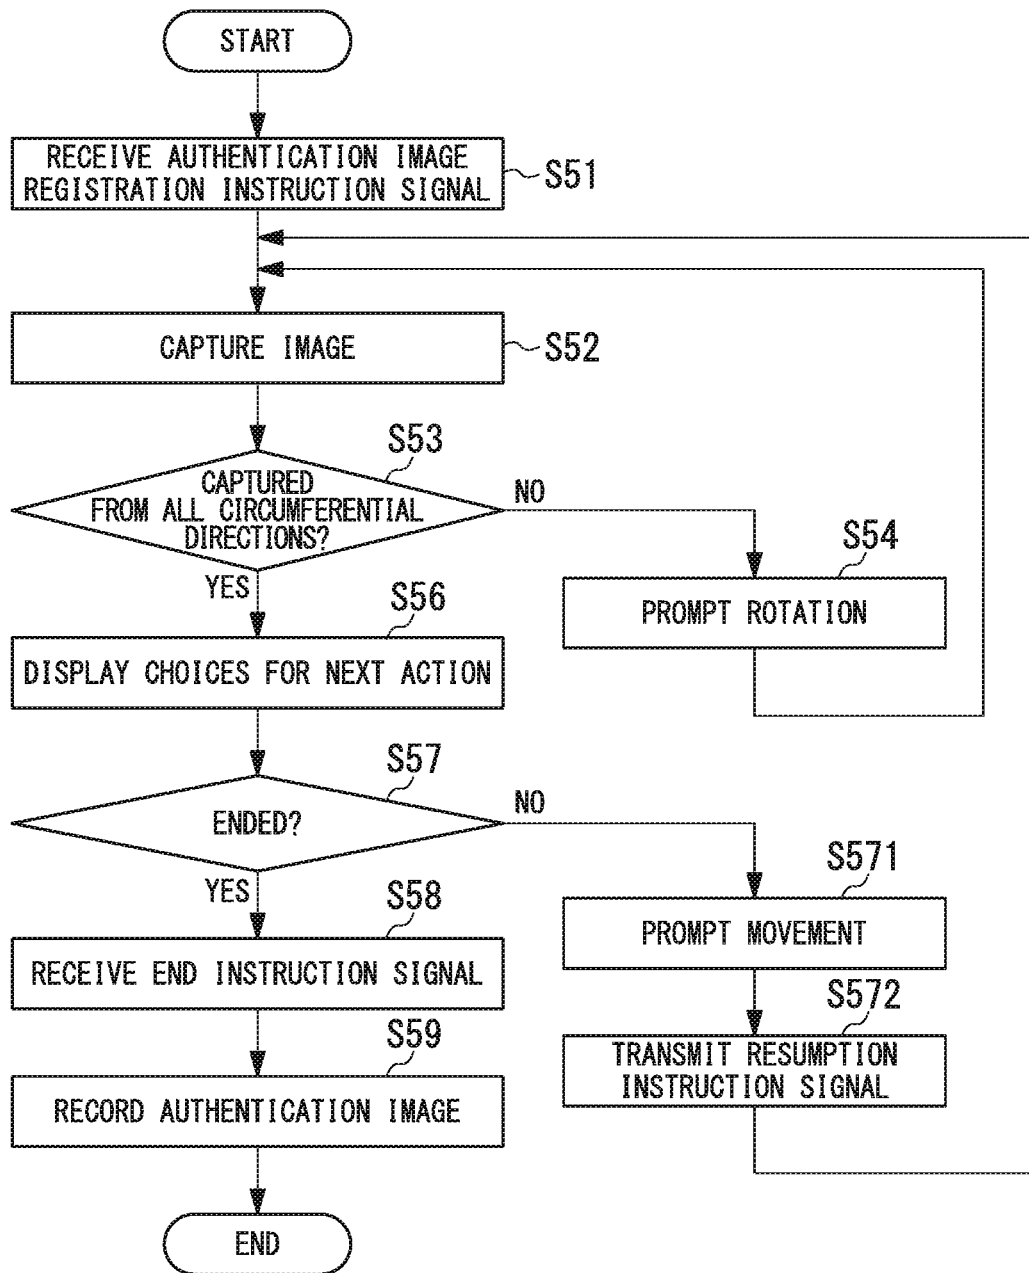 START
RECEIVE AUTHENTICATION IMAGE
REGISTRATION INSTRUCTION SIGNAL
S51
CAPTURE IMAGE
S52
S53
CAPTURED
FROM ALL CIRCUMFERENTIAL
DIRECTIONS?
NO
YES
S54
PROMPT ROTATION
S56
DISPLAY CHOICES FOR NEXT ACTION
S57
ENDED?
NO
YES
S571
PROMPT MOVEMENT
S58
RECEIVE END INSTRUCTION SIGNAL
S572
TRANSMIT RESUMPTION
INSTRUCTION SIGNAL
S59
RECORD AUTHENTICATION IMAGE
END